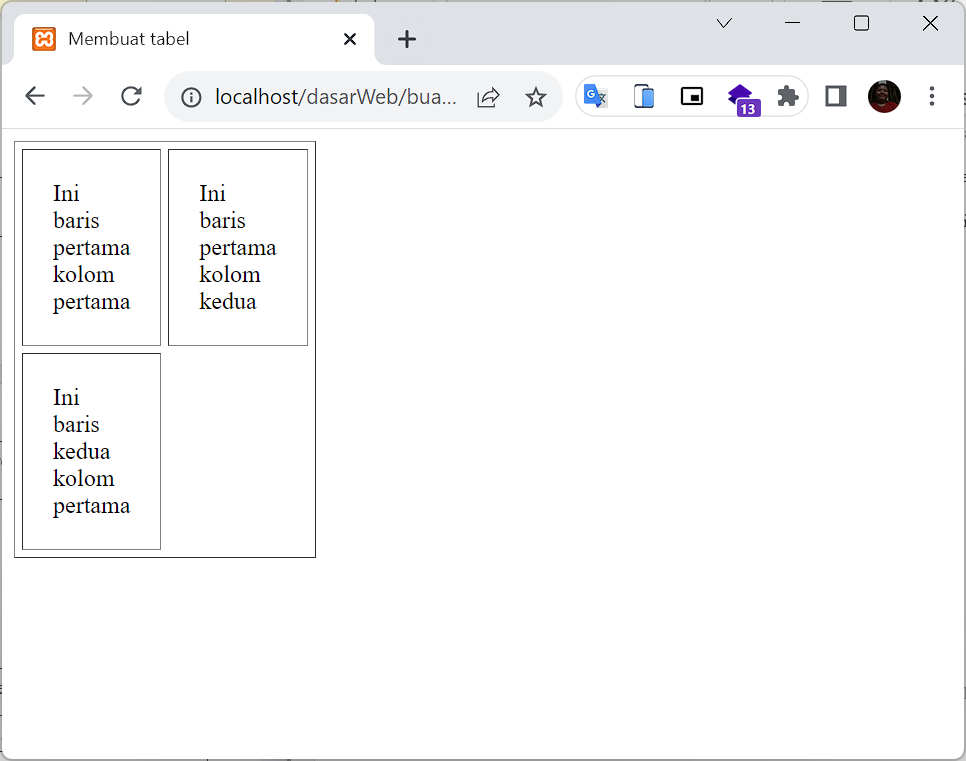 Membuat tabel
localhost/dasarWeb/bua...
13
Ini
baris
pertama
kolom
pertama
Ini
baris
pertama
kolom
kedua
Ini
baris
kedua
kolom
pertama